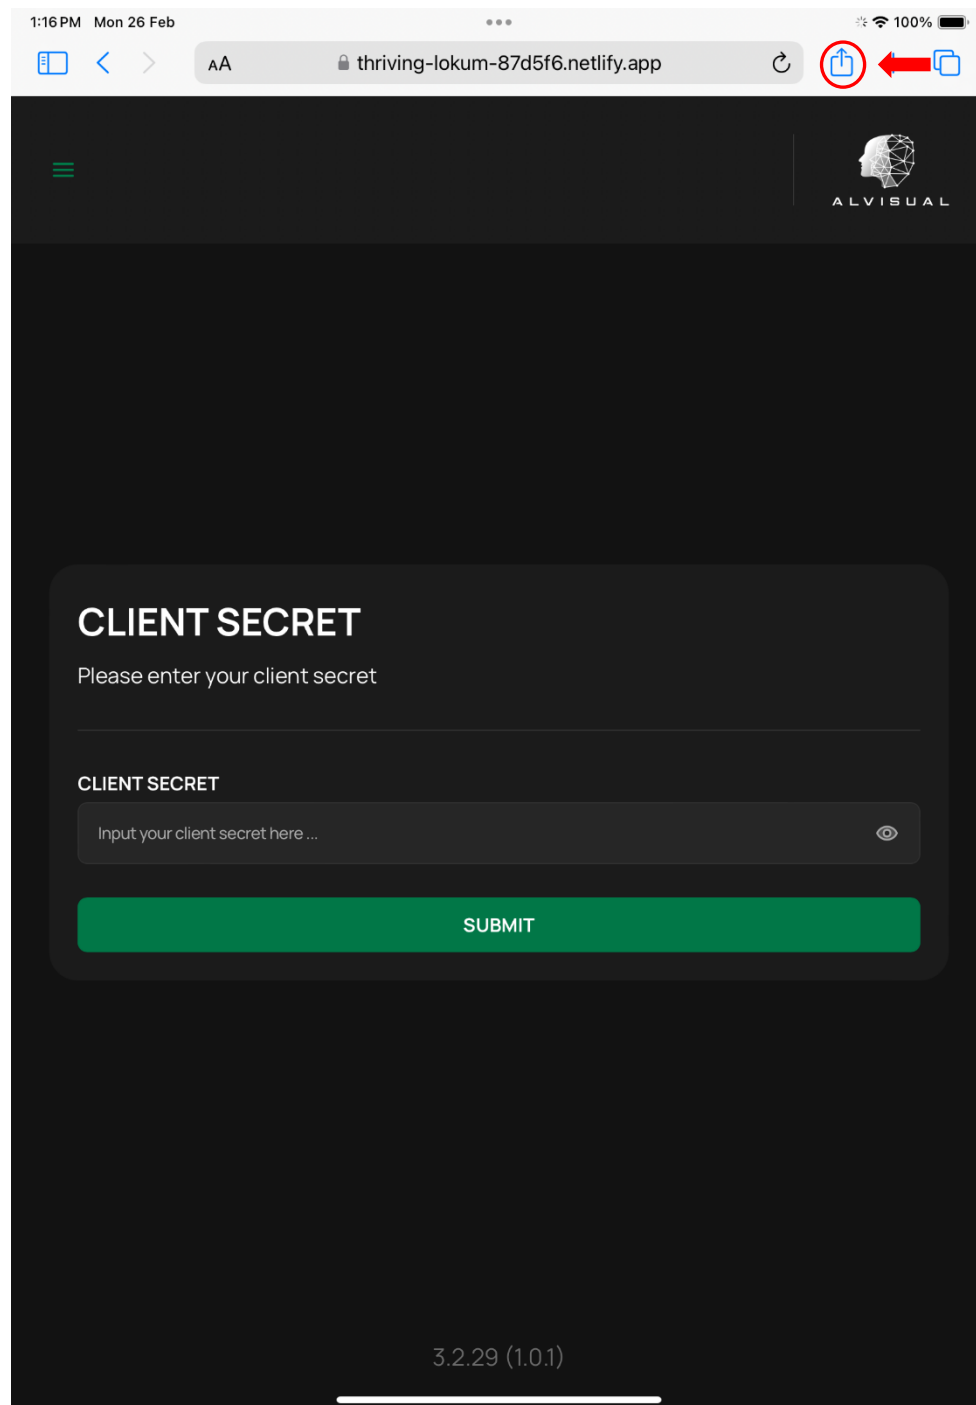 1:16 PM Mon 26 Feb
100%
AA
thriving-lokum-87d5f6.netlify.app
ALVISUAL
CLIENT SECRET
Please enter your client secret
CLIENT SECRET
Input your client secret here ...
SUBMIT
3.2.29 (1.0.1)